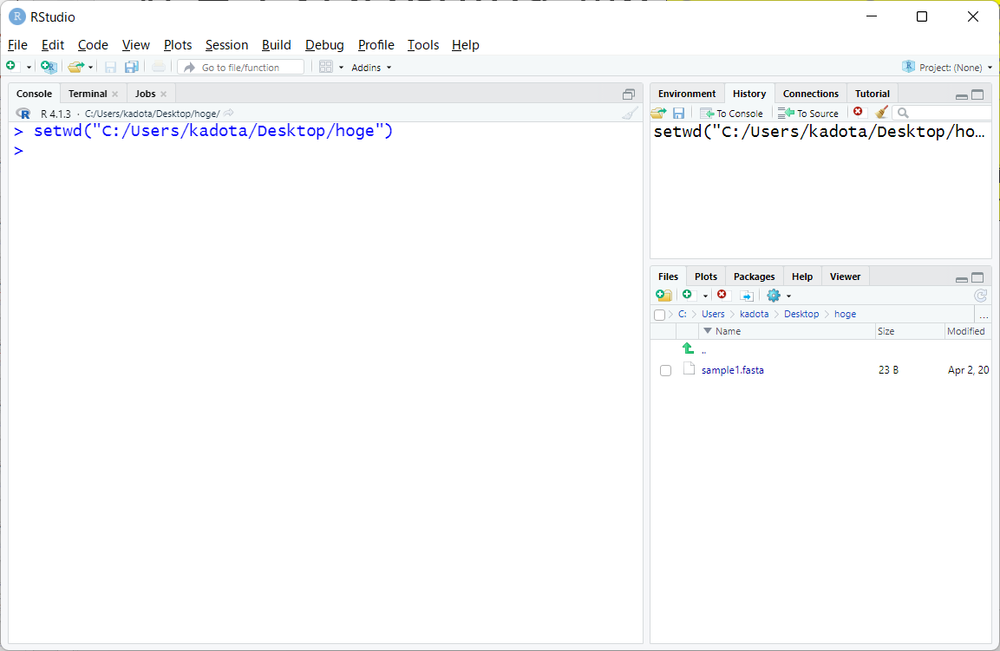 RStudio
File Edit Code View Plots Session Build Debug Profile Tools Help
Go to file/function Addins Project: (None)
Console Terminal Jobs
R 4.1.3 · C:/Users/kadota/Desktop/hoge/
> setwd("C:/Users/kadota/Desktop/hoge")
>
Environment History Connections Tutorial
To Console To Source
setwd("C:/Users/kadota/Desktop/ho...
Files Plots Packages Help Viewer
C: Users kadota Desktop hoge ...
Name Size Modified
..
sample1.fasta 23 B Apr 2, 20